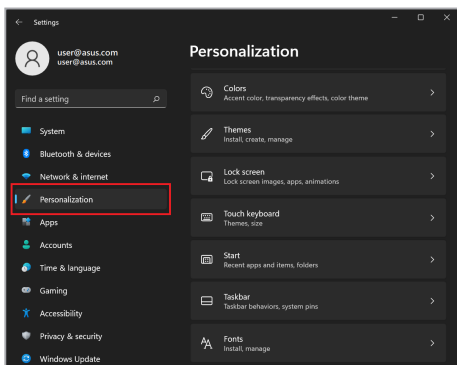 Settings
user@asus.com
user@asus.com
Find a setting
System
Bluetooth & devices
Network & internet
Personalization
Apps
Accounts
Time & language
Gaming
Accessibility
Privacy & security
Windows Update
Personalization
Colors
Accent color, transparency effects, color theme
Themes
Install, create, manage
Lock screen
Lock screen images, apps, animations
Touch keyboard
Themes, size
Start
Recent apps and items, folders
Taskbar
Taskbar behaviors, system pins
Fonts
Install, manage